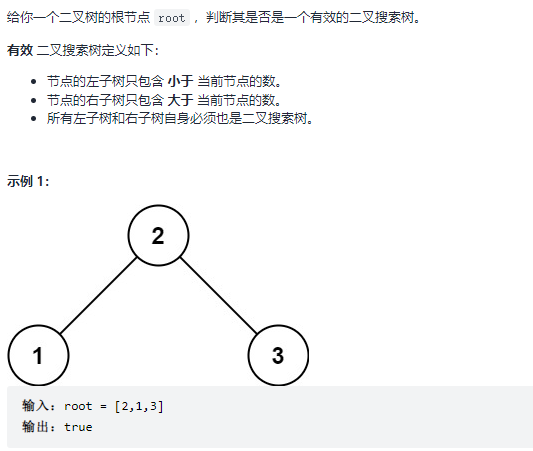 给你一个二叉树的根节点 root ，判断其是否是一个有效的二叉搜索树。
有效 二叉搜索树定义如下：
• 节点的左子树只包含 小于 当前节点的数。
• 节点的右子树只包含 大于 当前节点的数。
• 所有左子树和右子树自身必须也是二叉搜索树。
示例 1：
2
1 3
输入：root = [2,1,3]
输出：true